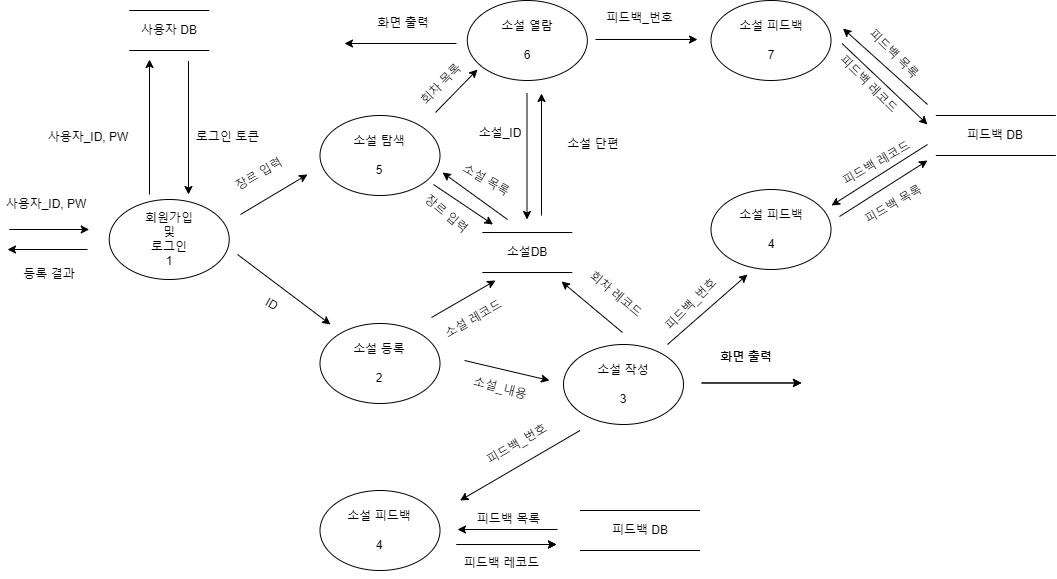 사용자 DB
화면 출력
소설 열람
6
피드백_번호
소설 피드백
7
피드백 목록
피드백 레코드
피드백 DB
사용자_ID, PW
로그인 토큰
회차 목록
소설_ID
소설 단편
소설 탐색
5
장르 입력
소설 목록
장르 입력
피드백 레코드
피드백 목록
소설 피드백
4
사용자_ID, PW
등록 결과
회원가입
및
로그인
1
소설DB
ID
소설 레코드
회차 레코드
피드백_번호
소설 등록
2
소설_내용
소설 작성
3
화면 출력
피드백_번호
소설 피드백
4
피드백 목록
피드백 레코드
피드백 DB